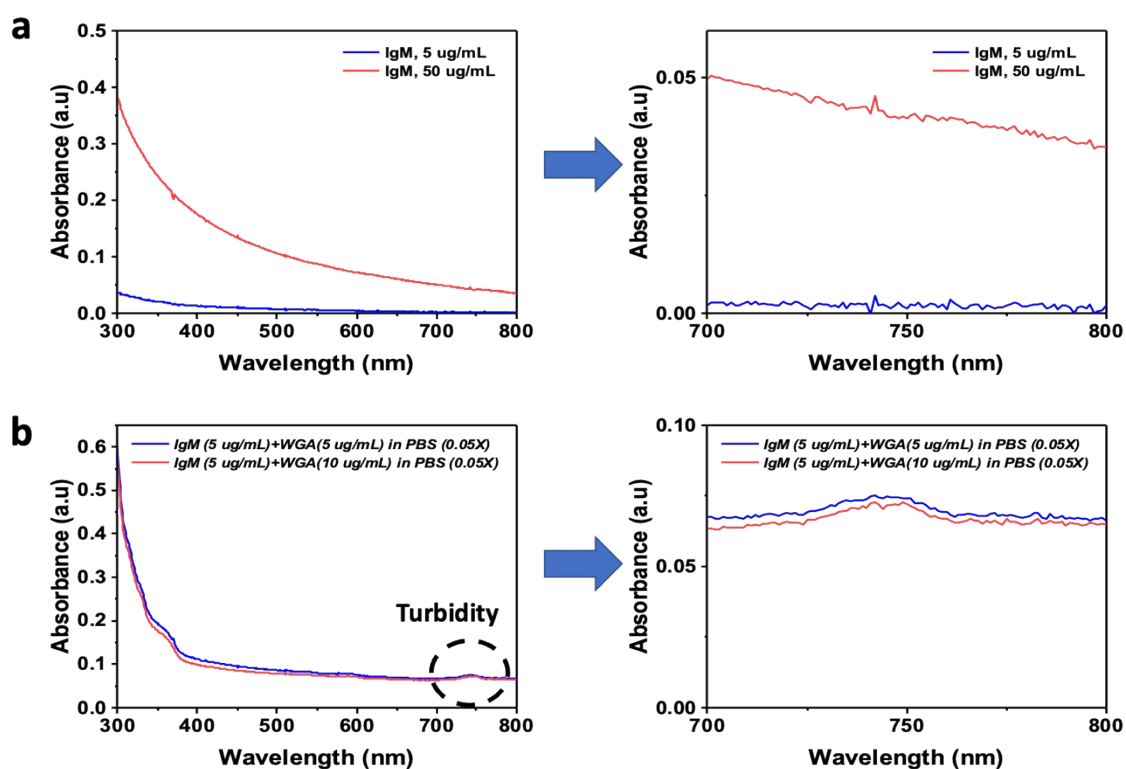 a
0.5
0.4
0.3
0.2
0.1
0.0
Absorbance (a.u)
IgM, 5 ug/mL
IgM, 50 ug/mL
300 400 500 600 700 800
Wavelength (nm)
0.05
0.00
Absorbance (a.u)
IgM, 5 ug/mL
IgM, 50 ug/mL
700 750 800
Wavelength (nm)
b
0.6
0.5
0.4
0.3
0.2
0.1
0.0
Absorbance (a.u)
IgM (5 ug/mL)+WGA(5 ug/mL) in PBS (0.05X)
IgM (5 ug/mL)+WGA(10 ug/mL) in PBS (0.05X)
Turbidity
300 400 500 600 700 800
Wavelength (nm)
0.10
0.05
0.00
Absorbance (a.u)
IgM (5 ug/mL)+WGA(5 ug/mL) in PBS (0.05X)
IgM (5 ug/mL)+WGA(10 ug/mL) in PBS (0.05X)
700 750 800
Wavelength (nm)